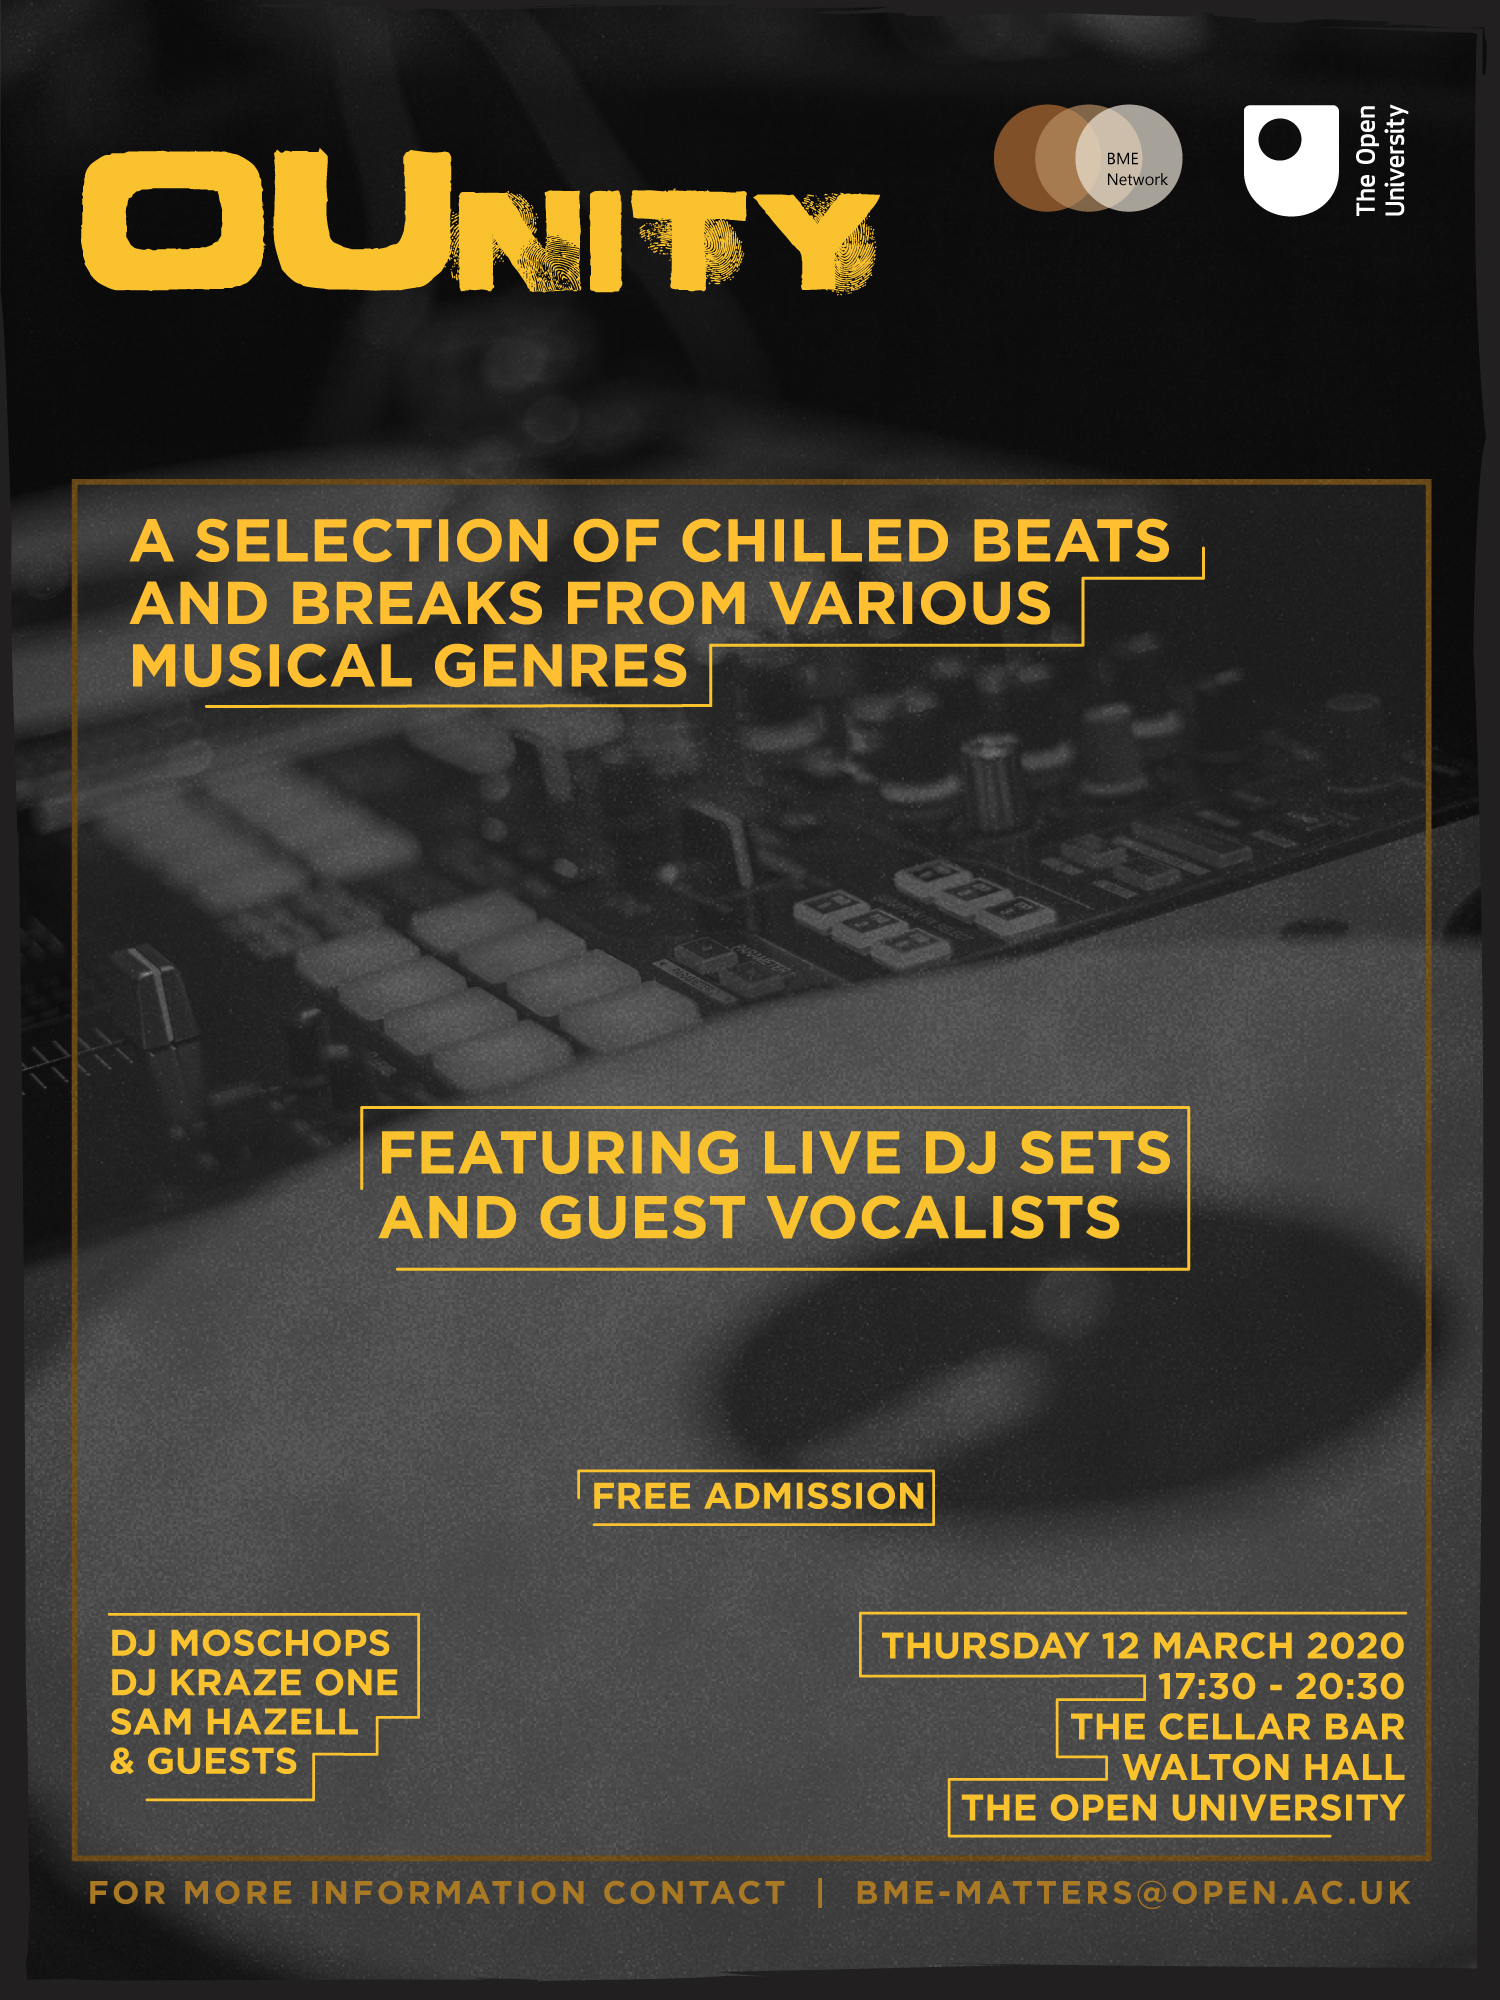 OUNITY
BME
Network
The Open
University
A SELECTION OF CHILLED BEATS
AND BREAKS FROM VARIOUS
MUSICAL GENRES
FEATURING LIVE DJ SETS
AND GUEST VOCALISTS
FREE ADMISSION
DJ MOSCHOPS
DJ KRAZE ONE
SAM HAZELL
& GUESTS
THURSDAY 12 MARCH 2020
17:30 - 20:30
THE CELLAR BAR
WALTON HALL
THE OPEN UNIVERSITY
FOR MORE INFORMATION CONTACT | BME-MATTERS@OPEN.AC.UK